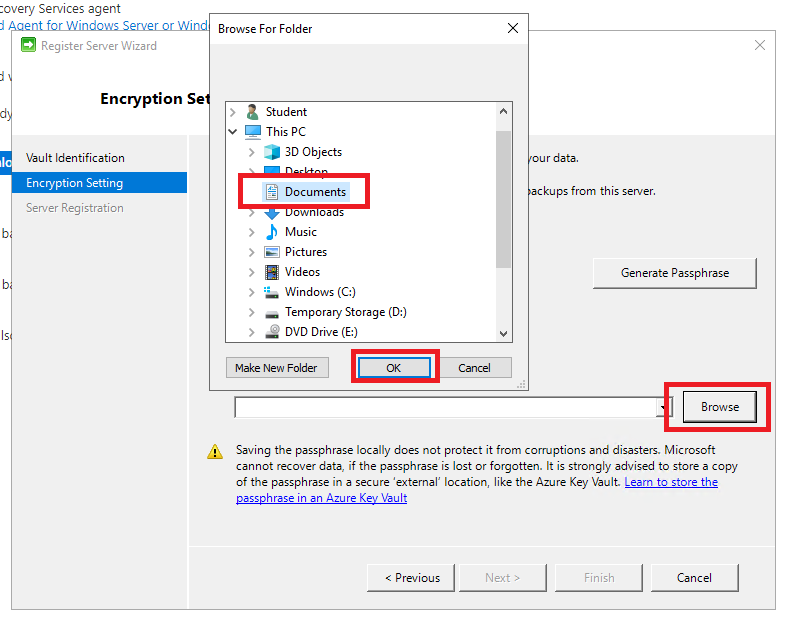 covery Services agent
d Agent for Windows Server or Windo
Register Server Wizard
Browse For Folder
Encryption Set
Student
This PC
3D Objects
Desktop
Documents
Downloads
Music
Pictures
Videos
Windows (C:)
Temporary Storage (D:)
DVD Drive (E:)
Make New Folder
OK
Cancel
Vault Identification
Encryption Setting
Server Registration
your data.
backups from this server.
Generate Passphrase
Browse
Saving the passphrase locally does not protect it from corruptions and disasters. Microsoft
cannot recover data, if the passphrase is lost or forgotten. It is strongly advised to store a copy
of the passphrase in a secure 'external' location, like the Azure Key Vault. Learn to store the
passphrase in an Azure Key Vault
< Previous
Next >
Finish
Cancel